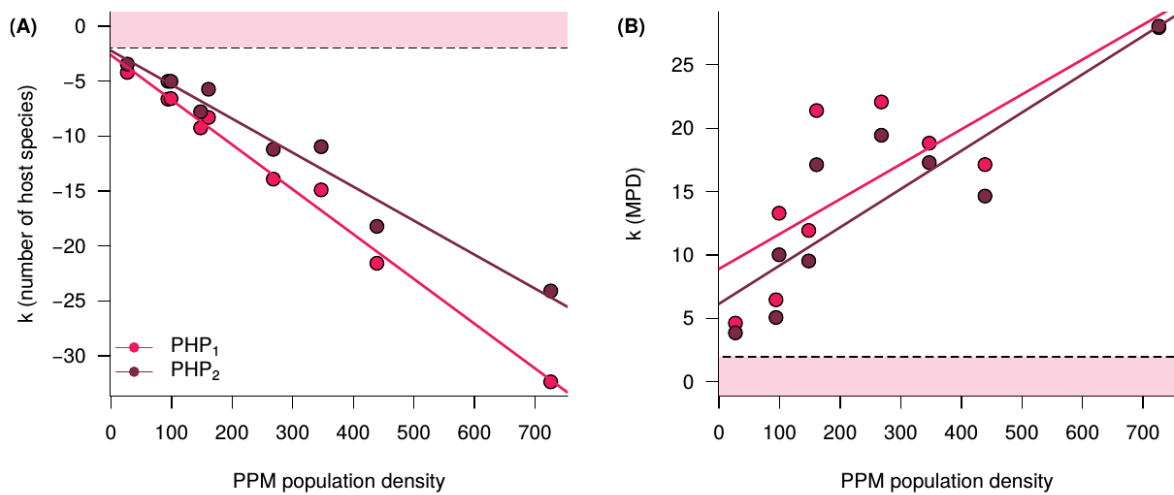 (A)
k (number of host species)
0
−5
−10
−15
−20
−25
−30
PHP₁
PHP₂
0 100 200 300 400 500 600 700
PPM population density
(B)
k (MPD)
25
20
15
10
5
0
0 100 200 300 400 500 600 700
PPM population density